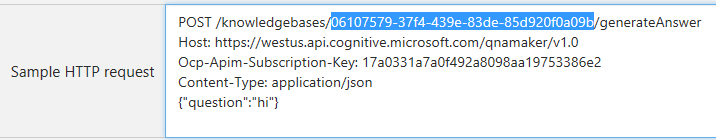 Sample HTTP request
POST /knowledgebases/06107579-37f4-439e-83de-85d920f0a09b/generateAnswer
Host: https://westus.api.cognitive.microsoft.com/qnamaker/v1.0
Ocp-Apim-Subscription-Key: 17a0331a7a0f492a8098aa19753386e2
Content-Type: application/json
{"question":"hi"}